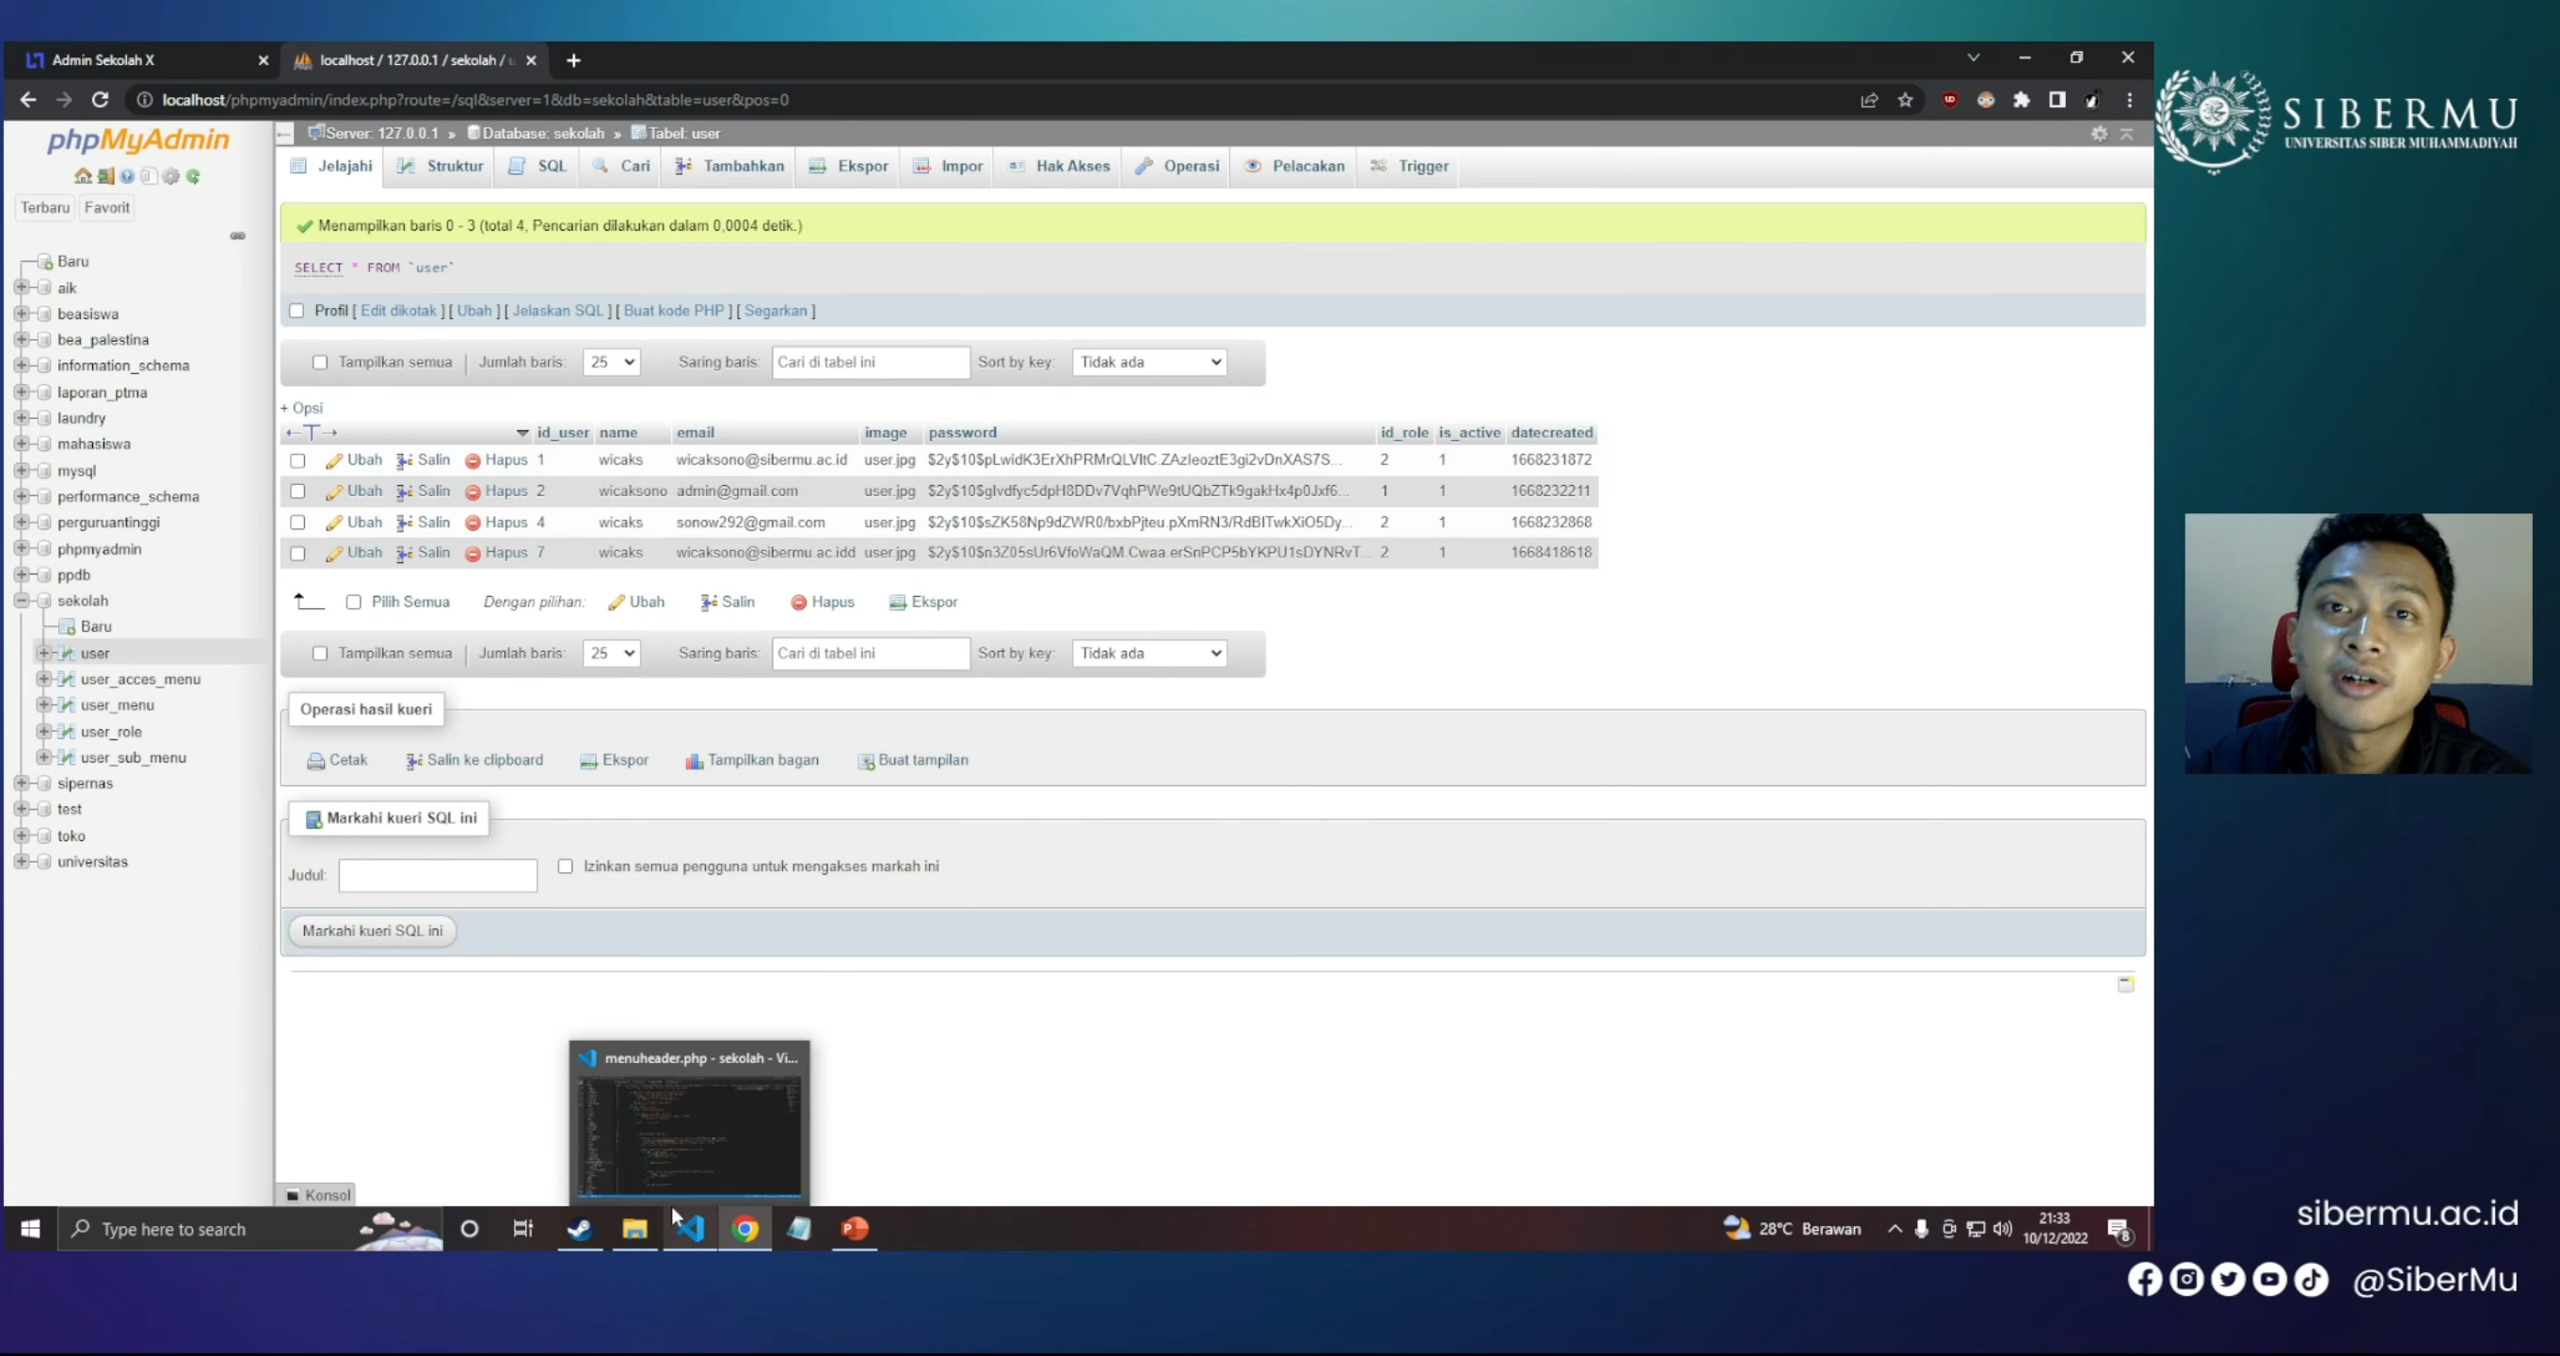 Admin Sekolah X
localhost / 127.0.0.1 / sekolah / u
localhost/phpmyadmin/index.php?route=/sql&server=1&db=sekolah&table=user&pos=0
SIBERMU
UNIVERSITAS SIBER MUHAMMADIYAH
phpMyAdmin
Terbaru Favorit
Baru
aik
beasiswa
bea_palestina
information_schema
laporan_ptma
laundry
mahasiswa
mysql
performance_schema
perguruantinggi
phpmyadmin
ppdb
sekolah
Baru
user
user_acces_menu
user_menu
user_role
user_sub_menu
sipernas
test
toko
universitas
Server: 127.0.0.1 » Database: sekolah » Tabel: user
Jelajahi Struktur SQL Cari Tambahkan Ekspor Impor Hak Akses Operasi Pelacakan Trigger
Menampilkan baris 0 - 3 (total 4, Pencarian dilakukan dalam 0,0004 detik.)
SELECT * FROM `user`
Profil [ Edit dikotak ] [ Ubah ] [ Jelaskan SQL ] [ Buat kode PHP ] [ Segarkan ]
Tampilkan semua | Jumlah baris: 25 Saring baris: Cari di tabel ini Sort by key: Tidak ada
+ Opsi
←T→ id_user name email image password id_role is_active datecreated
Ubah Salin Hapus 1 wicaks wicaksono@sibermu.ac.id user.jpg 2 1 1668231872
Ubah Salin Hapus 2 wicaksono admin@gmail.com user.jpg 1 1 1668232211
Ubah Salin Hapus 4 wicaks sonow292@gmail.com user.jpg 2 1 1668232868
Ubah Salin Hapus 7 wicaks wicaksono@sibermu.ac.idd user.jpg 2 1 1668418618
Pilih Semua Dengan pilihan: Ubah Salin Hapus Ekspor
Tampilkan semua | Jumlah baris: 25 Saring baris: Cari di tabel ini Sort by key: Tidak ada
Operasi hasil kueri
Cetak Salin ke clipboard Ekspor Tampilkan bagan Buat tampilan
Markahi kueri SQL ini
Judul: Izinkan semua pengguna untuk mengakses markah ini
Markahi kueri SQL ini
menuheader.php - sekolah - Vi...
Konsol
Type here to search
28°C Berawan
21:33
10/12/2022
8
sibermu.ac.id
@SiberMu